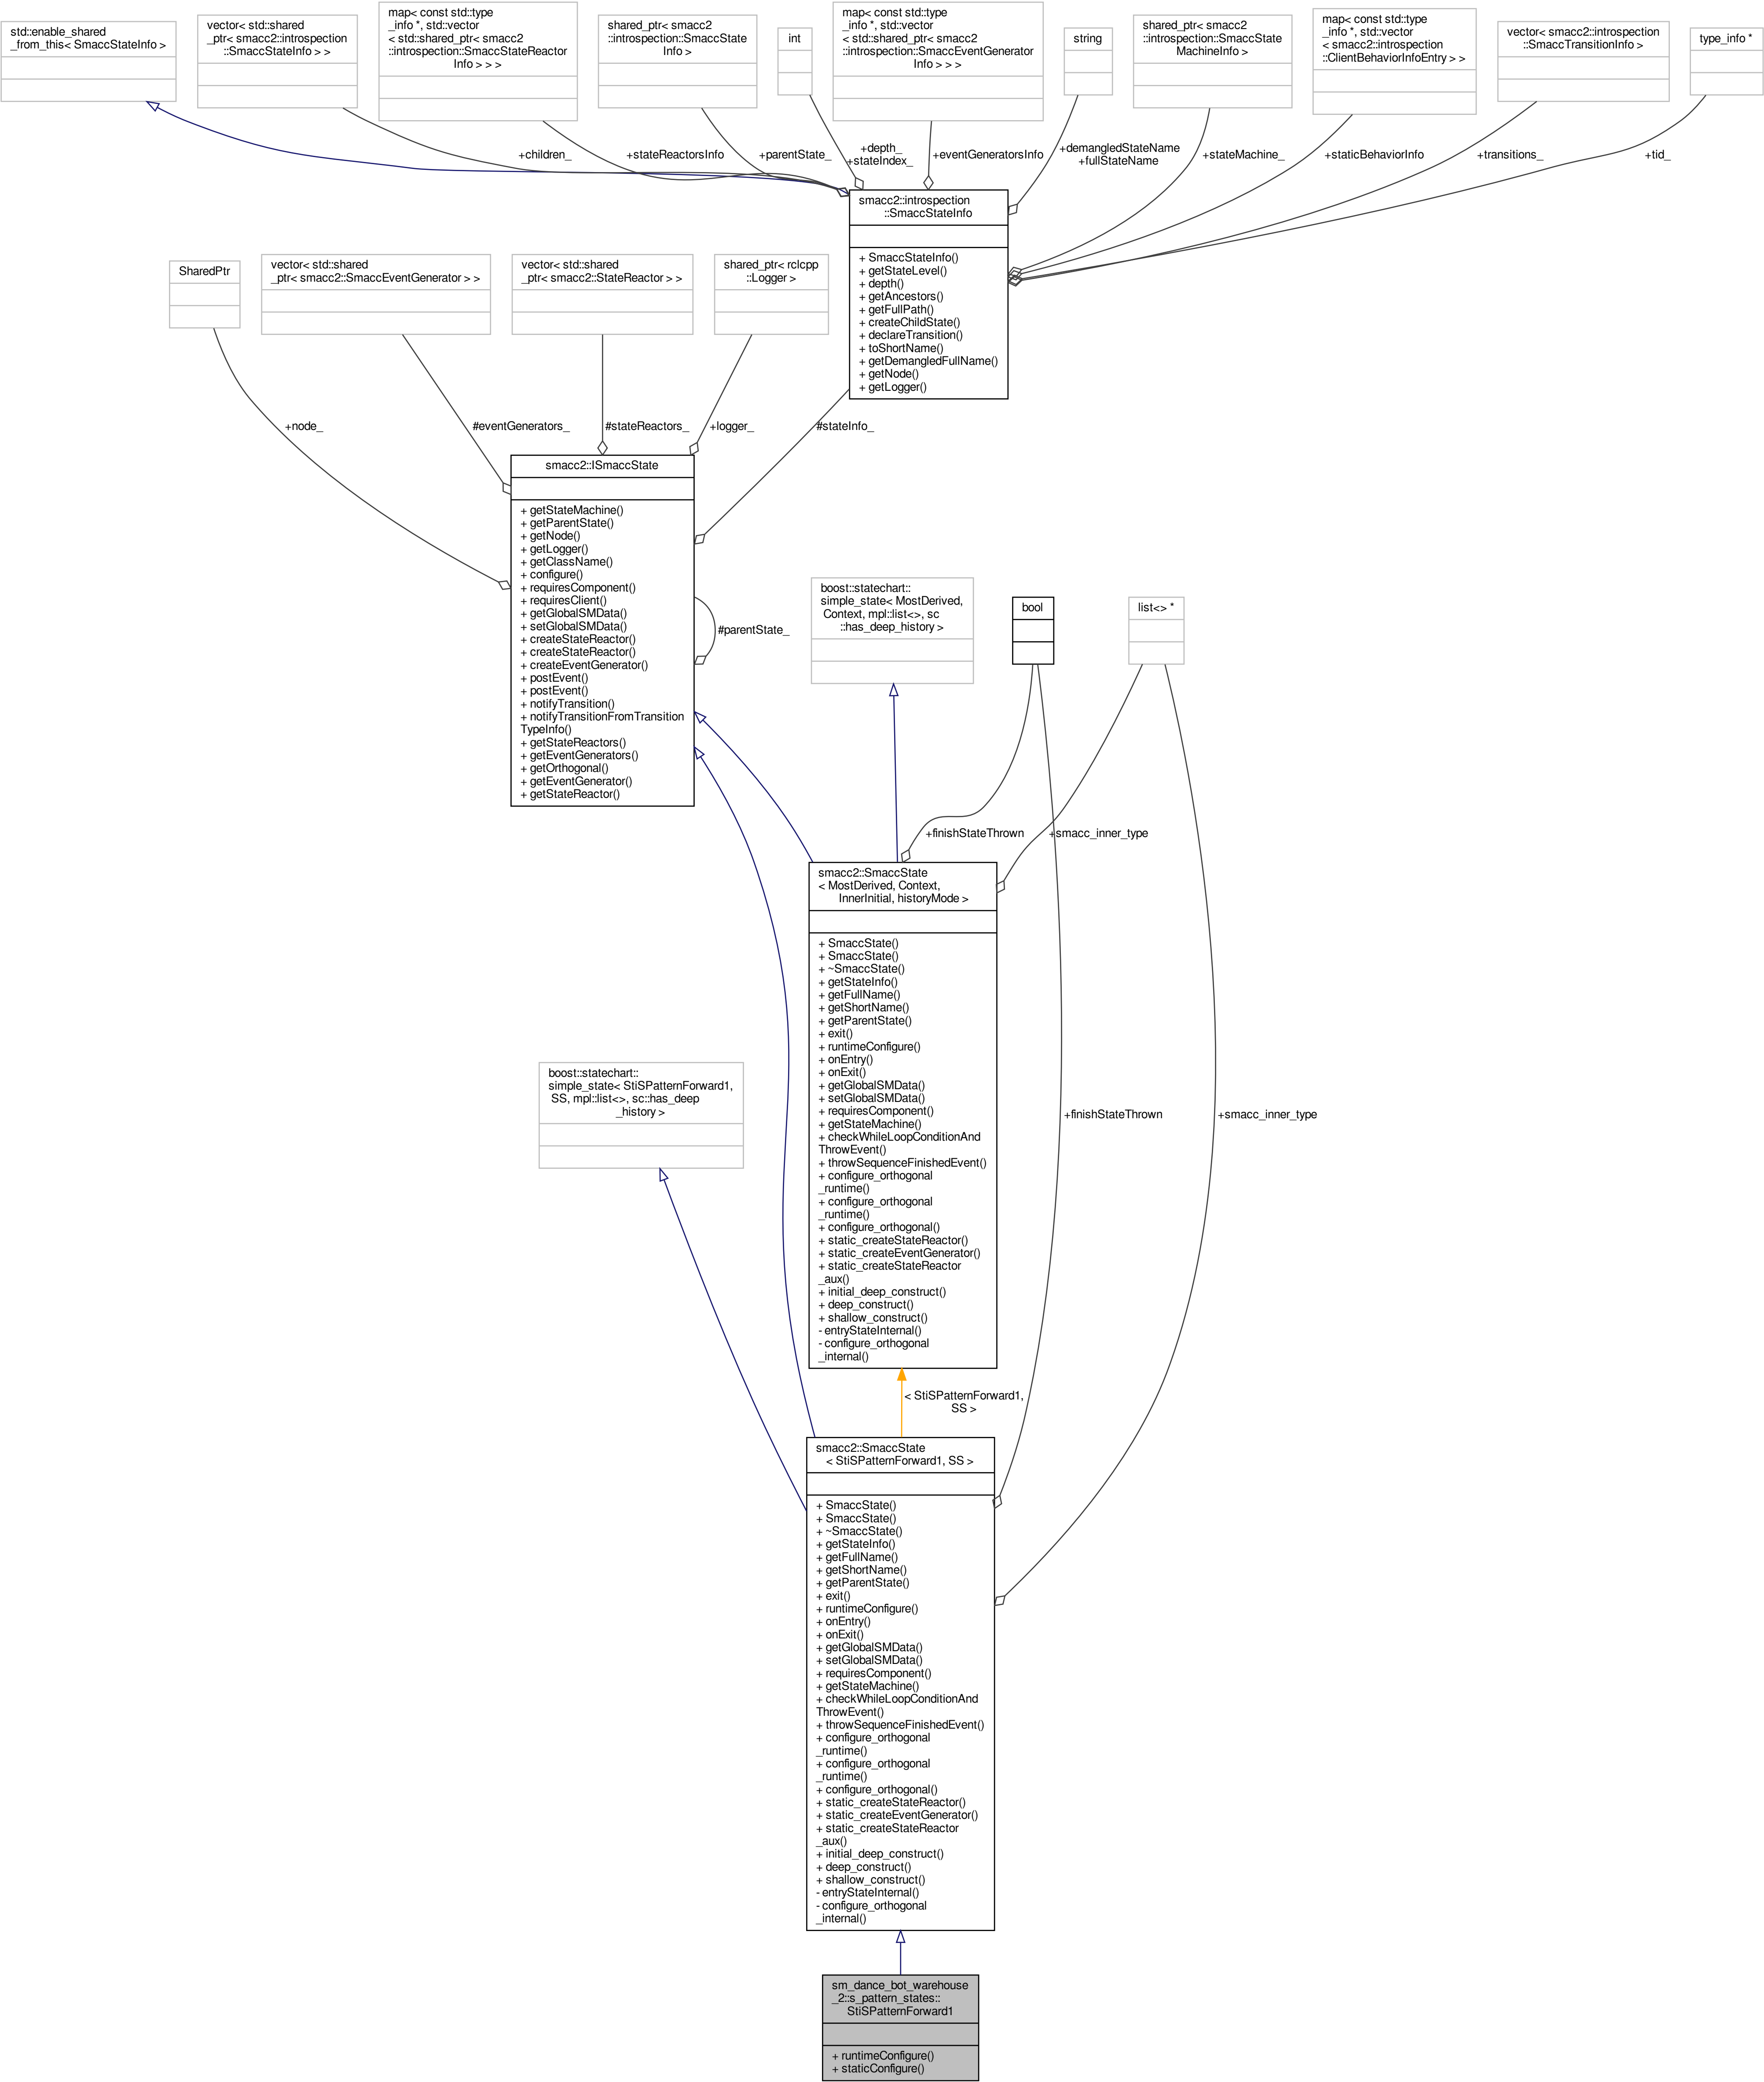 std::enable_shared
_from_this< SmaccStateInfo >
vector< std::shared
_ptr< smacc2::introspection
::SmaccStateInfo > >
map< const std::type
_info *, std::vector
< std::shared_ptr< smacc2
::introspection::SmaccStateReactor
Info > > >
shared_ptr< smacc2
::introspection::SmaccState
Info >
int
map< const std::type
_info *, std::vector
< std::shared_ptr< smacc2
::introspection::SmaccEventGenerator
Info > > >
string
shared_ptr< smacc2
::introspection::SmaccState
MachineInfo >
map< const std::type
_info *, std::vector
< smacc2::introspection
::ClientBehaviorInfoEntry > >
vector< smacc2::introspection
::SmaccTransitionInfo >
type_info *
+children_
+stateReactorsInfo
+parentState_
+depth_
+stateIndex_
+eventGeneratorsInfo
+demangledStateName
+fullStateName
+stateMachine_
+staticBehaviorInfo
+transitions_
+tid_
smacc2::introspection
::SmaccStateInfo
+ SmaccStateInfo()
+ getStateLevel()
+ depth()
+ getAncestors()
+ getFullPath()
+ createChildState()
+ declareTransition()
+ toShortName()
+ getDemangledFullName()
+ getNode()
+ getLogger()
SharedPtr
vector< std::shared
_ptr< smacc2::SmaccEventGenerator > >
vector< std::shared
_ptr< smacc2::StateReactor > >
shared_ptr< rclcpp
::Logger >
+node_
#eventGenerators_
#stateReactors_
+logger_
#stateInfo_
smacc2::ISmaccState
+ getStateMachine()
+ getParentState()
+ getNode()
+ getLogger()
+ getClassName()
+ configure()
+ requiresComponent()
+ requiresClient()
+ getGlobalSMData()
+ setGlobalSMData()
+ createStateReactor()
+ createStateReactor()
+ createEventGenerator()
+ postEvent()
+ postEvent()
+ notifyTransition()
+ notifyTransitionFromTransition
TypeInfo()
+ getStateReactors()
+ getEventGenerators()
+ getOrthogonal()
+ getEventGenerator()
+ getStateReactor()
#parentState_
boost::statechart::
simple_state< MostDerived,
Context, mpl::list<>, sc
::has_deep_history >
bool
list<> *
+finishStateThrown
+smacc_inner_type
smacc2::SmaccState
< MostDerived, Context,
InnerInitial, historyMode >
+ SmaccState()
+ SmaccState()
+ ~SmaccState()
+ getStateInfo()
+ getFullName()
+ getShortName()
+ getParentState()
+ exit()
+ runtimeConfigure()
+ onEntry()
+ onExit()
+ getGlobalSMData()
+ setGlobalSMData()
+ requiresComponent()
+ getStateMachine()
+ checkWhileLoopConditionAnd
ThrowEvent()
+ throwSequenceFinishedEvent()
+ configure_orthogonal
_runtime()
+ configure_orthogonal
_runtime()
+ configure_orthogonal()
+ static_createStateReactor()
+ static_createEventGenerator()
+ static_createStateReactor
_aux()
+ initial_deep_construct()
+ deep_construct()
+ shallow_construct()
- entryStateInternal()
- configure_orthogonal
_internal()
boost::statechart::
simple_state< StiSPatternForward1,
SS, mpl::list<>, sc::has_deep
_history >
+finishStateThrown
+smacc_inner_type
< StiSPatternForward1,
SS >
smacc2::SmaccState
< StiSPatternForward1, SS >
+ SmaccState()
+ SmaccState()
+ ~SmaccState()
+ getStateInfo()
+ getFullName()
+ getShortName()
+ getParentState()
+ exit()
+ runtimeConfigure()
+ onEntry()
+ onExit()
+ getGlobalSMData()
+ setGlobalSMData()
+ requiresComponent()
+ getStateMachine()
+ checkWhileLoopConditionAnd
ThrowEvent()
+ throwSequenceFinishedEvent()
+ configure_orthogonal
_runtime()
+ configure_orthogonal
_runtime()
+ configure_orthogonal()
+ static_createStateReactor()
+ static_createEventGenerator()
+ static_createStateReactor
_aux()
+ initial_deep_construct()
+ deep_construct()
+ shallow_construct()
- entryStateInternal()
- configure_orthogonal
_internal()
sm_dance_bot_warehouse
_2::s_pattern_states::
StiSPatternForward1
+ runtimeConfigure()
+ staticConfigure()